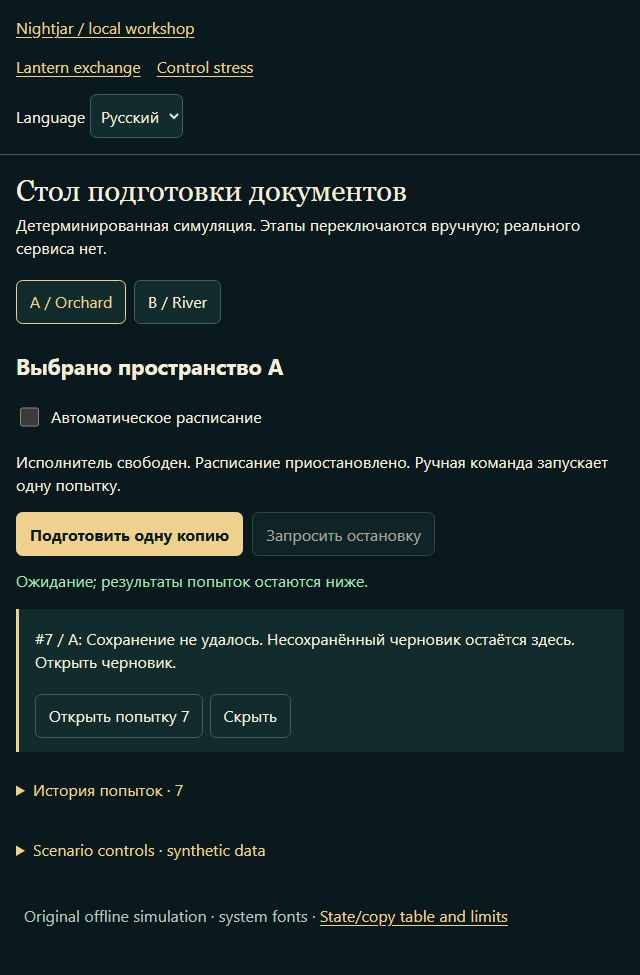 Nightjar / local workshop
Lantern exchange Control stress
Language Русский
Стол подготовки документов
Детерминированная симуляция. Этапы переключаются вручную; реального
сервиса нет.
A / Orchard B / River
Выбрано пространство A
Автоматическое расписание
Исполнитель свободен. Расписание приостановлено. Ручная команда запускает
одну попытку.
Подготовить одну копию Запросить остановку
Ожидание; результаты попыток остаются ниже.
#7 / A: Сохранение не удалось. Несохранённый черновик остаётся здесь.
Открыть черновик.
Открыть попытку 7 Скрыть
История попыток · 7
Scenario controls · synthetic data
Original offline simulation · system fonts · State/copy table and limits